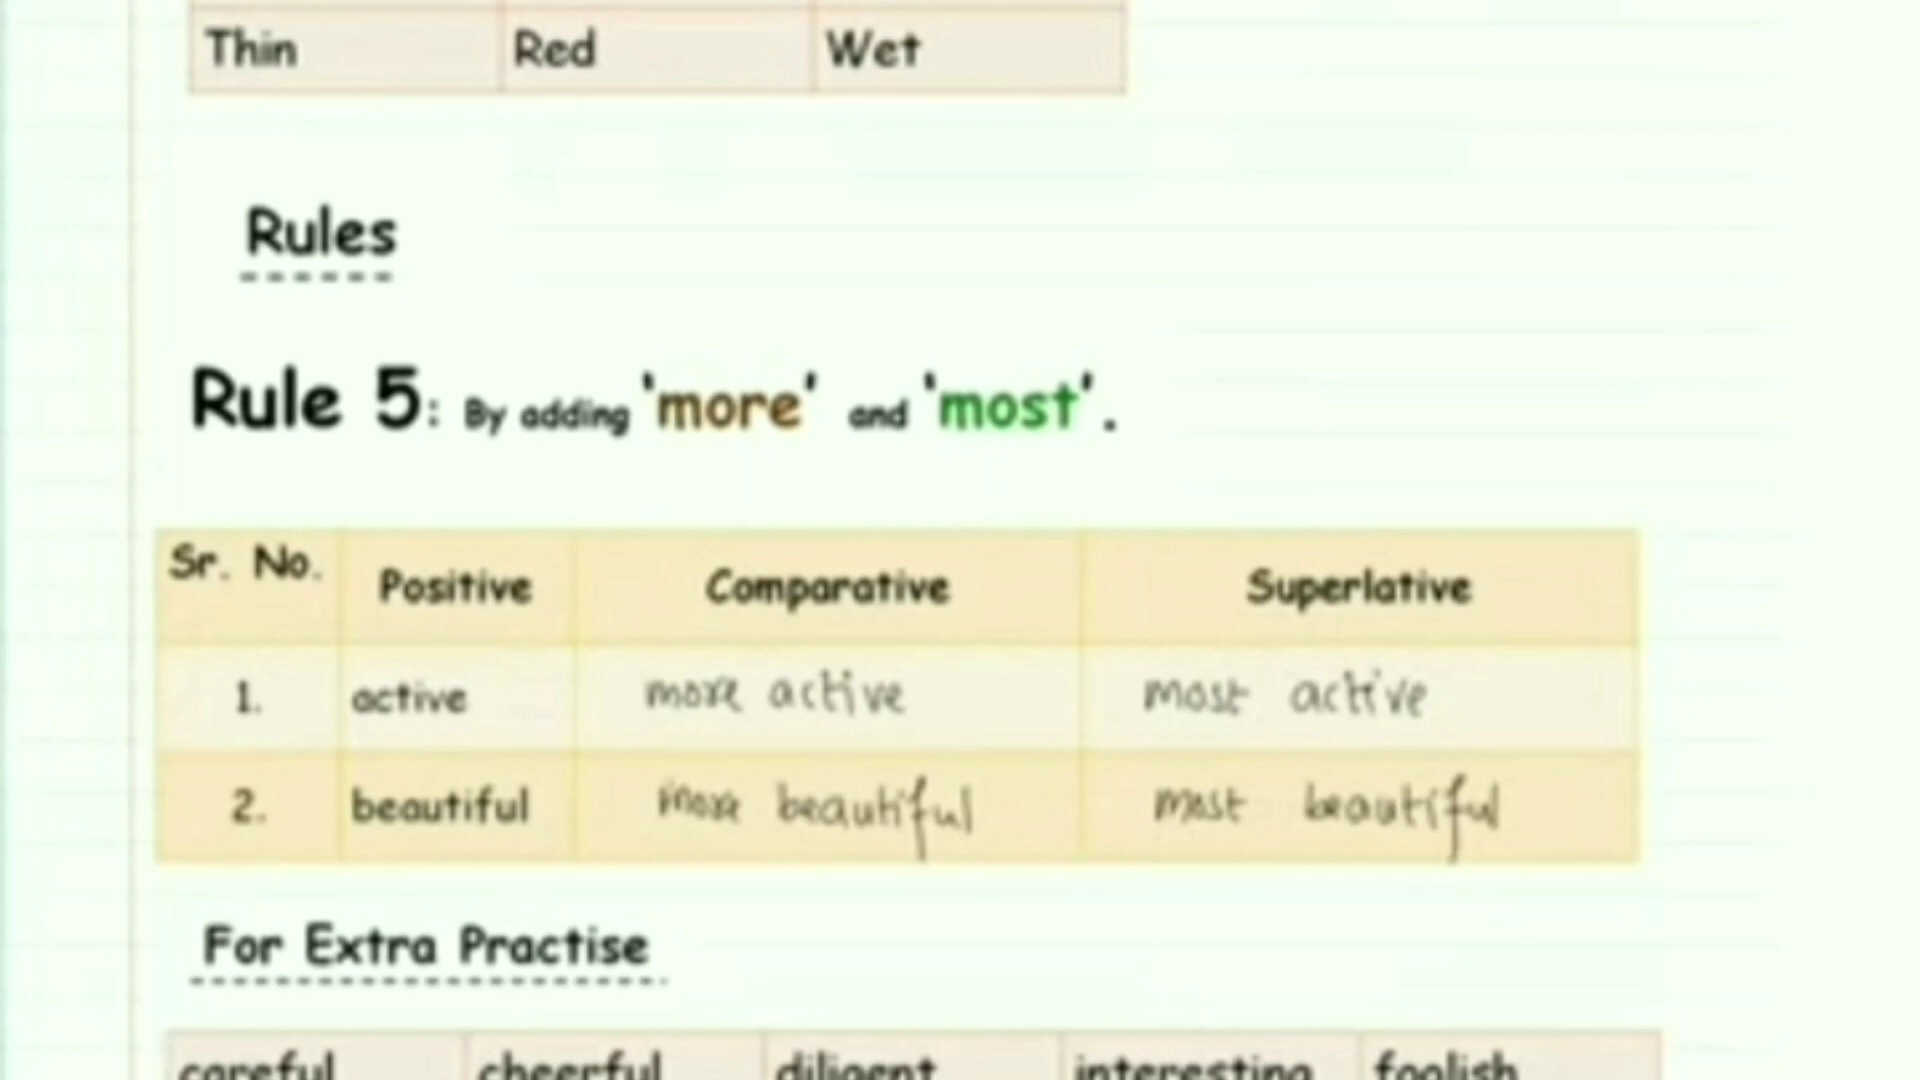 Thin Red Wet
Rules
Rule 5: By adding 'more' and 'most'.
Sr. No. Positive Comparative Superlative
1. active more active most active
2. beautiful more beautiful most beautiful
For Extra Practise
careful cheerful diligent interesting foolish